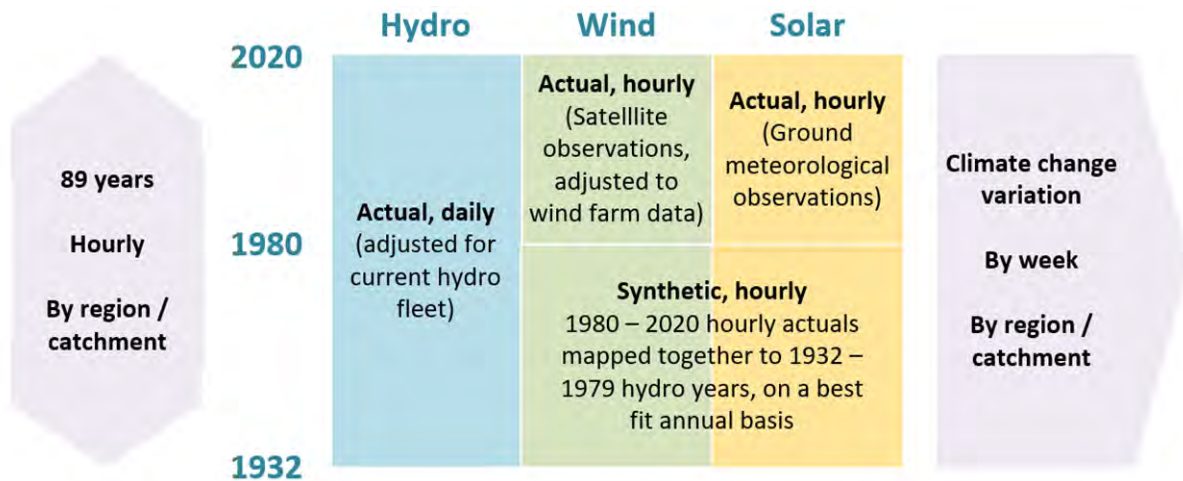 Hydro
Wind
Solar
2020
1980
1932
89 years
Hourly
By region /
catchment
Actual, daily
(adjusted for
current hydro
fleet)
Actual, hourly
(Satelllite
observations,
adjusted to
wind farm data)
Actual, hourly
(Ground
meteorological
observations)
Synthetic, hourly
1980 – 2020 hourly actuals
mapped together to 1932 –
1979 hydro years, on a best
fit annual basis
Climate change
variation
By week
By region /
catchment